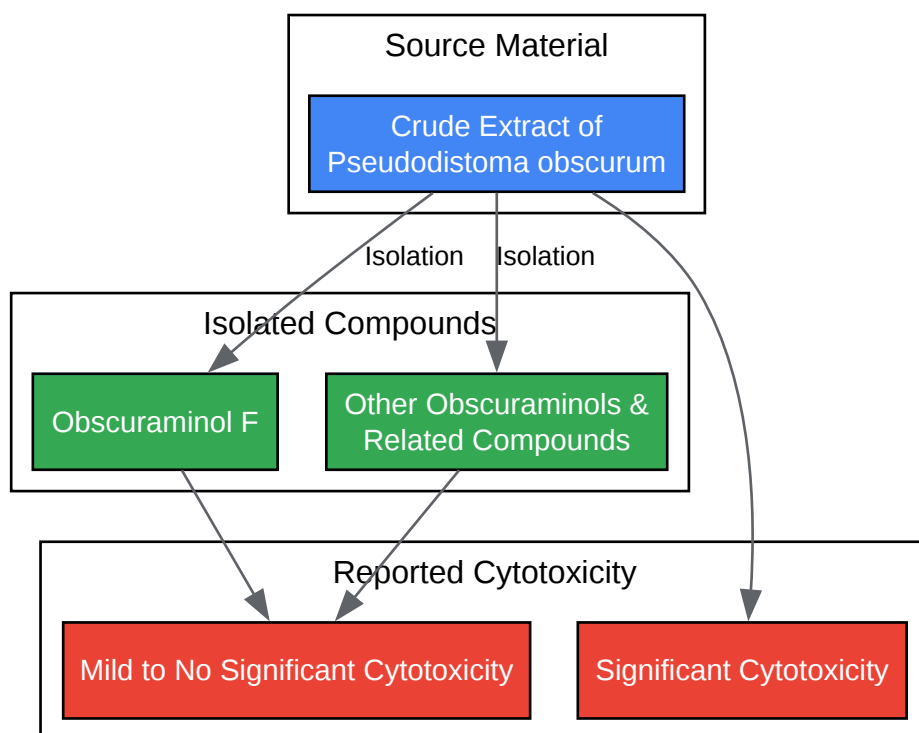 Source Material
Crude Extract of
Pseudodistoma obscurum
Isolation
Isolation
Isolated Compounds
Obscuraminol F
Other Obscuraminols &
Related Compounds
Reported Cytotoxicity
Mild to No Significant Cytotoxicity
Significant Cytotoxicity